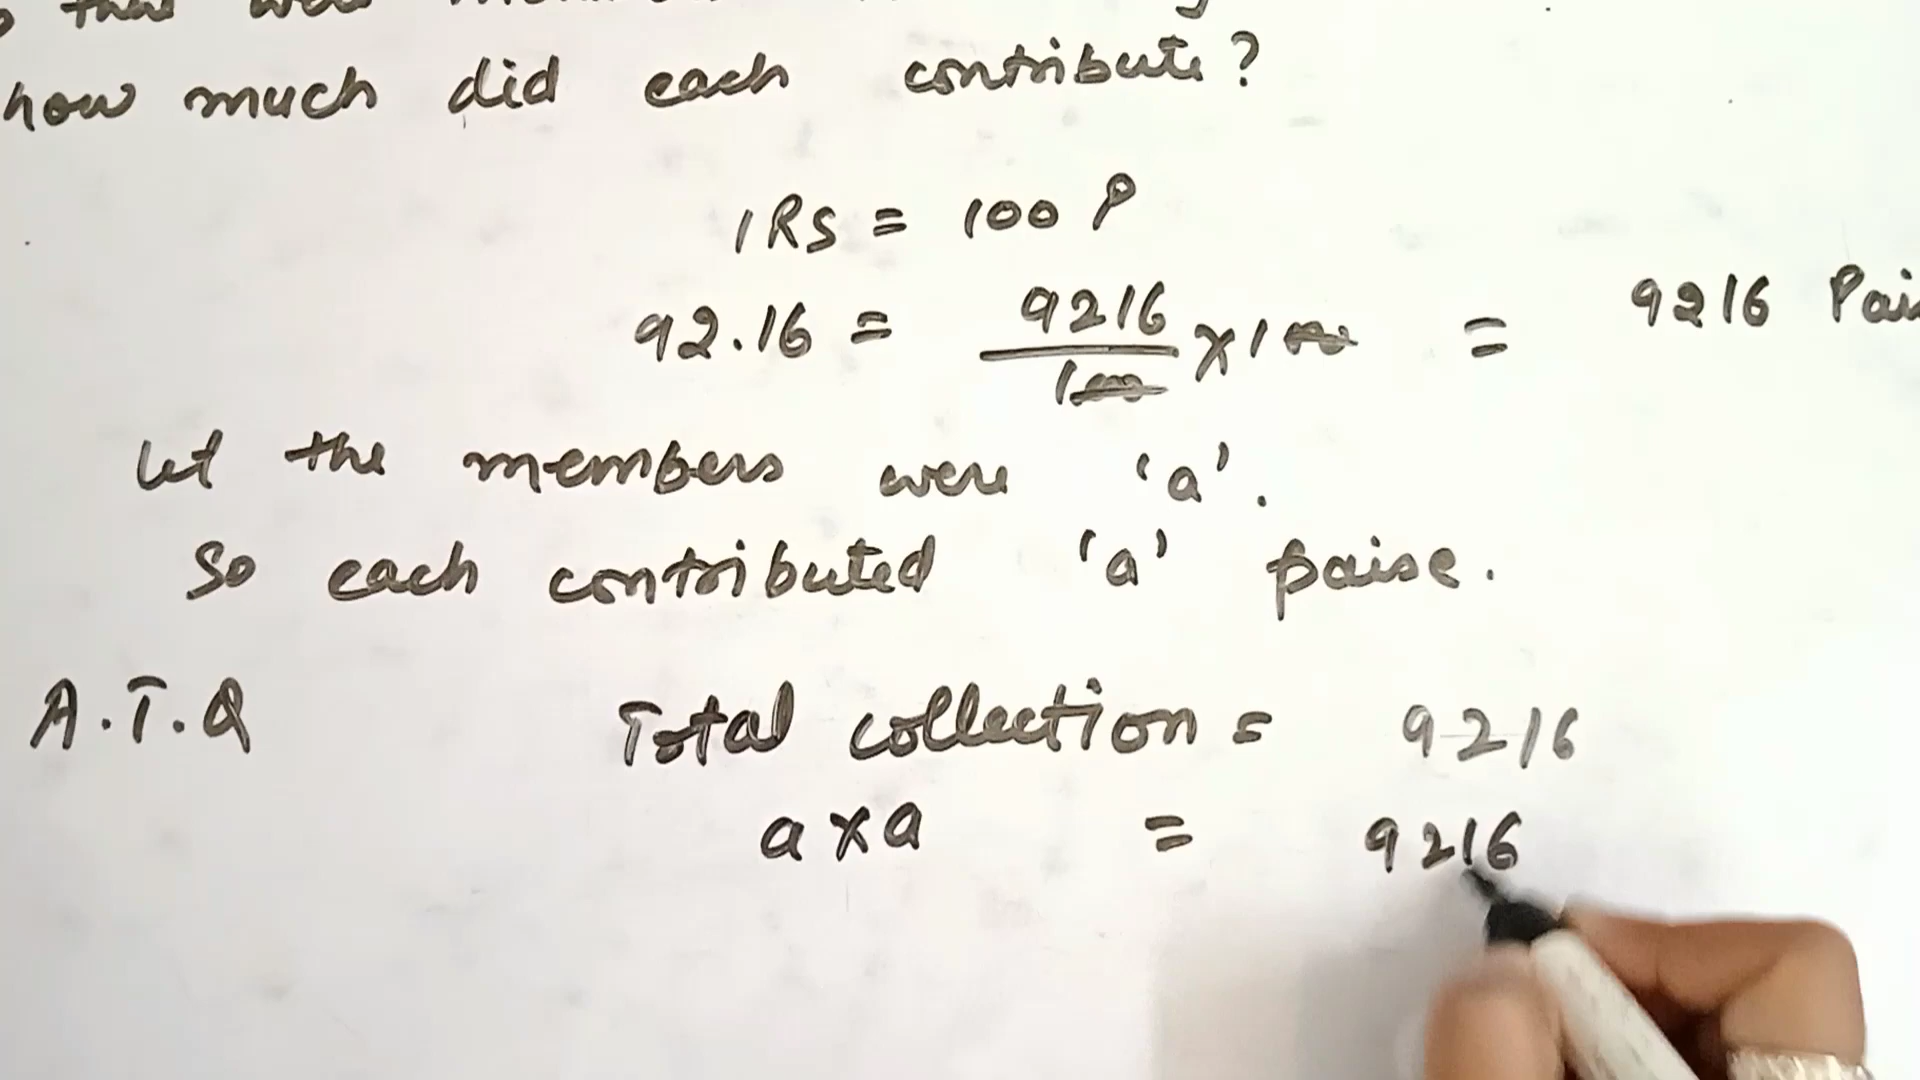 how much did each contribute?
1RS = 100 P
92.16 = 9216/100 x 100 = 9216
Let the members were 'a'.
So each contributed 'a' paise.
A.T.Q Total collection = 9216
a x a = 9216